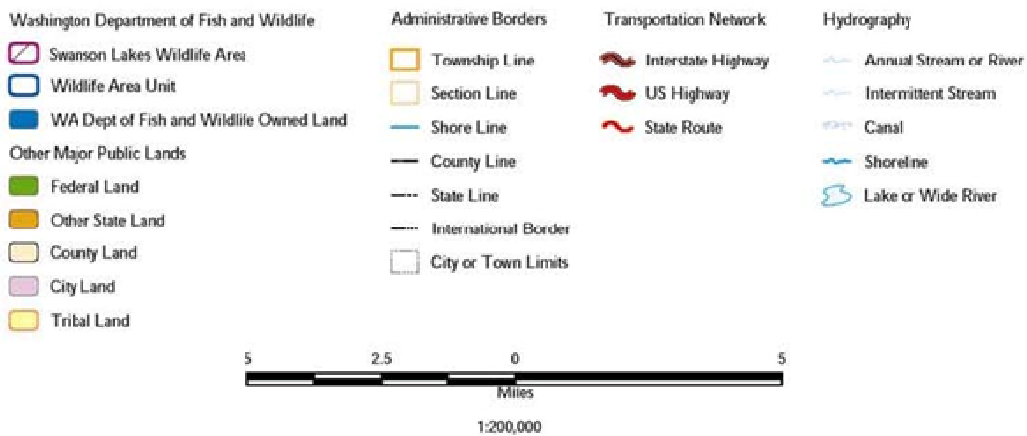 Washington Department of Fish and Wildlife
Swanson Lakes Wildlife Area
Wildlife Area Unit
WA Dept of Fish and Wildlife Owned Land
Other Major Public Lands
Federal Land
Other State Land
County Land
City Land
Tribal Land
Administrative Borders
Township Line
Section Line
Shore Line
County Line
State Line
International Border
City or Town Limits
Transportation Network
Interstate Highway
US Highway
State Route
Hydrography
Annual Stream or River
Intermittent Stream
Canal
Shoreline
Lake or Wide River
5 2.5 0 5
Miles
1:200,000